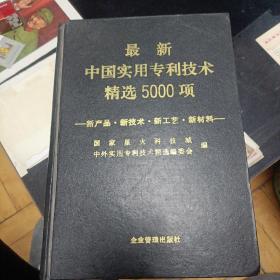 最新
中国实用专利技术
精选5000项
—新产品·新技术·新工艺·新材料—
国家星火科技城
中外实用专利技术精选编委会 编
企业管理出版社